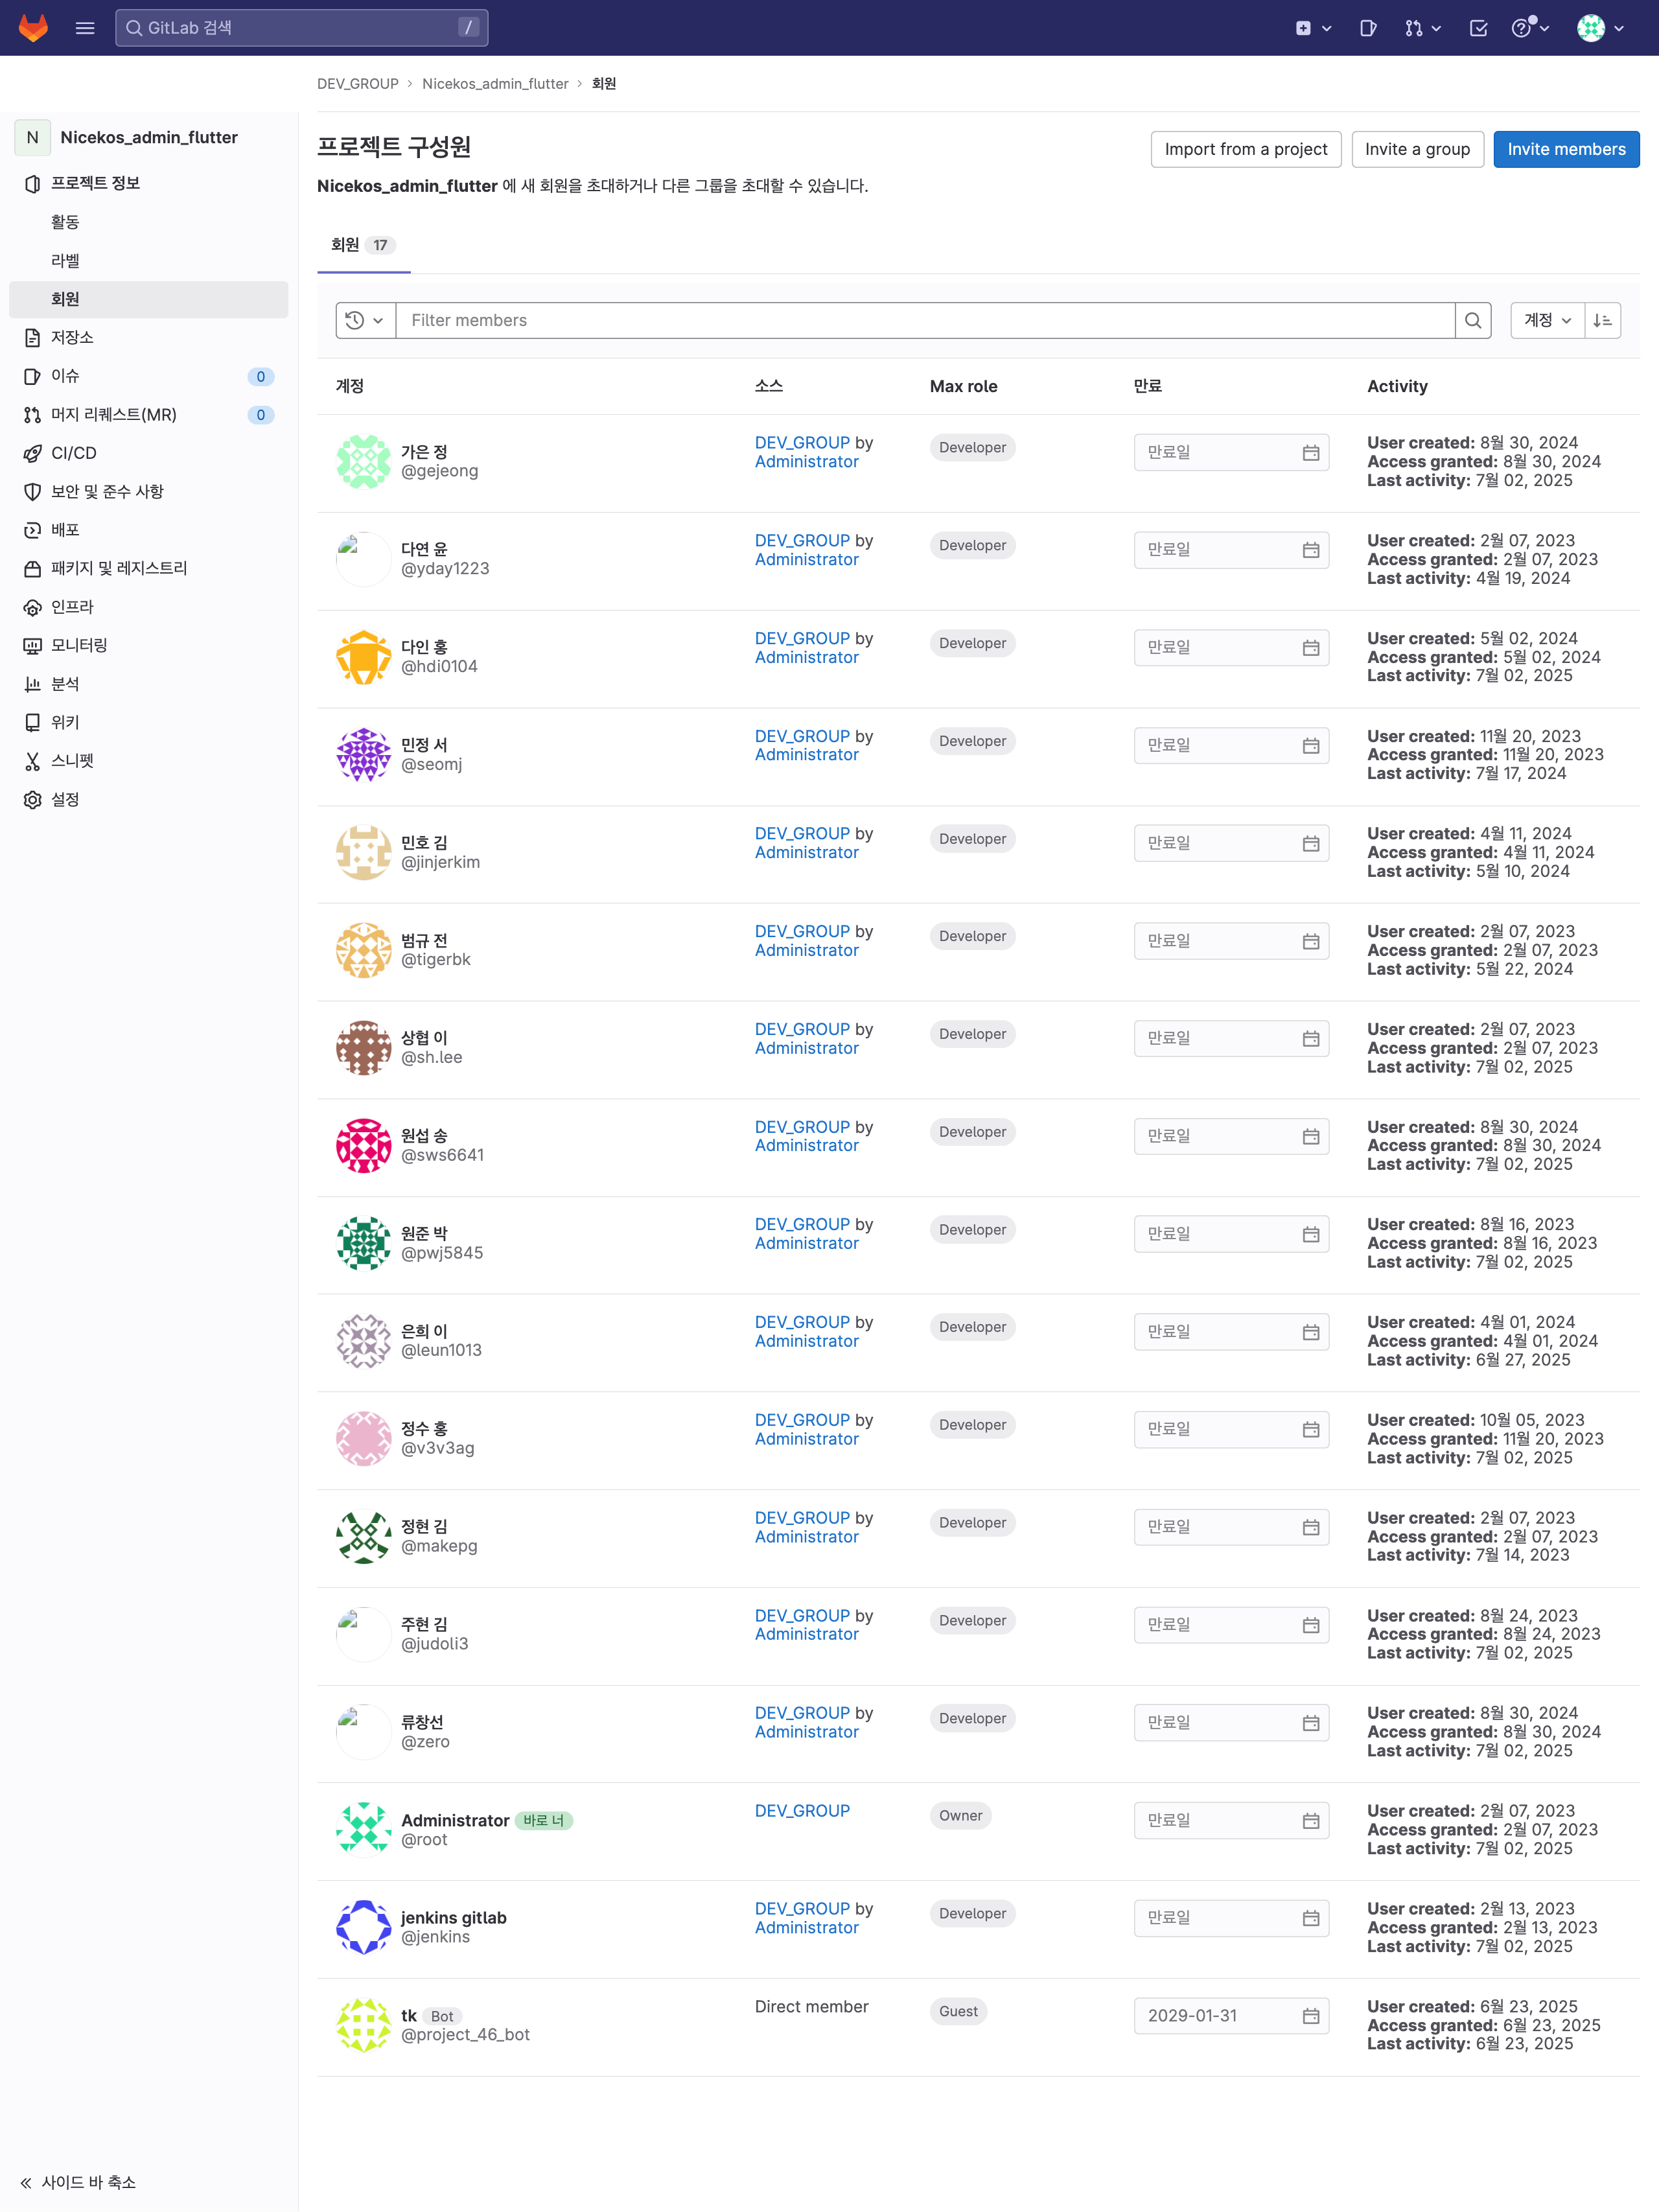 GitLab 검색 /
DEV_GROUP > Nicekos_admin_flutter > 회원
N Nicekos_admin_flutter
프로젝트 정보
활동
라벨
회원
저장소
이슈 0
머지 리퀘스트(MR) 0
CI/CD
보안 및 준수 사항
배포
패키지 및 레지스트리
인프라
모니터링
분석
위키
스니펫
설정
사이드 바 축소
프로젝트 구성원
Import from a project
Invite a group
Invite members
Nicekos_admin_flutter 에 새 회원을 초대하거나 다른 그룹을 초대할 수 있습니다.
회원 17
Filter members
계정
계정 소스 Max role 만료 Activity
가은 정
@gejeong
DEV_GROUP by
Administrator
Developer
만료일
User created: 8월 30, 2024
Access granted: 8월 30, 2024
Last activity: 7월 02, 2025
다연 윤
@yday1223
DEV_GROUP by
Administrator
Developer
만료일
User created: 2월 07, 2023
Access granted: 2월 07, 2023
Last activity: 4월 19, 2024
다인 홍
@hdi0104
DEV_GROUP by
Administrator
Developer
만료일
User created: 5월 02, 2024
Access granted: 5월 02, 2024
Last activity: 7월 02, 2025
민정 서
@seomj
DEV_GROUP by
Administrator
Developer
만료일
User created: 11월 20, 2023
Access granted: 11월 20, 2023
Last activity: 7월 17, 2024
민호 김
@jinjerkim
DEV_GROUP by
Administrator
Developer
만료일
User created: 4월 11, 2024
Access granted: 4월 11, 2024
Last activity: 5월 10, 2024
범규 전
@tigerbk
DEV_GROUP by
Administrator
Developer
만료일
User created: 2월 07, 2023
Access granted: 2월 07, 2023
Last activity: 5월 22, 2024
상협 이
@sh.lee
DEV_GROUP by
Administrator
Developer
만료일
User created: 2월 07, 2023
Access granted: 2월 07, 2023
Last activity: 7월 02, 2025
원섭 송
@sws6641
DEV_GROUP by
Administrator
Developer
만료일
User created: 8월 30, 2024
Access granted: 8월 30, 2024
Last activity: 7월 02, 2025
원준 박
@pwj5845
DEV_GROUP by
Administrator
Developer
만료일
User created: 8월 16, 2023
Access granted: 8월 16, 2023
Last activity: 7월 02, 2025
은희 이
@leun1013
DEV_GROUP by
Administrator
Developer
만료일
User created: 4월 01, 2024
Access granted: 4월 01, 2024
Last activity: 6월 27, 2025
정수 홍
@v3v3ag
DEV_GROUP by
Administrator
Developer
만료일
User created: 10월 05, 2023
Access granted: 11월 20, 2023
Last activity: 7월 02, 2025
정현 김
@makepg
DEV_GROUP by
Administrator
Developer
만료일
User created: 2월 07, 2023
Access granted: 2월 07, 2023
Last activity: 7월 14, 2023
주현 김
@judoli3
DEV_GROUP by
Administrator
Developer
만료일
User created: 8월 24, 2023
Access granted: 8월 24, 2023
Last activity: 7월 02, 2025
류창선
@zero
DEV_GROUP by
Administrator
Developer
만료일
User created: 8월 30, 2024
Access granted: 8월 30, 2024
Last activity: 7월 02, 2025
Administrator 바로 너
@root
DEV_GROUP
Owner
만료일
User created: 2월 07, 2023
Access granted: 2월 07, 2023
Last activity: 7월 02, 2025
jenkins gitlab
@jenkins
DEV_GROUP by
Administrator
Developer
만료일
User created: 2월 13, 2023
Access granted: 2월 13, 2023
Last activity: 7월 02, 2025
tk Bot
@project_46_bot
Direct member
Guest
2029-01-31
User created: 6월 23, 2025
Access granted: 6월 23, 2025
Last activity: 6월 23, 2025